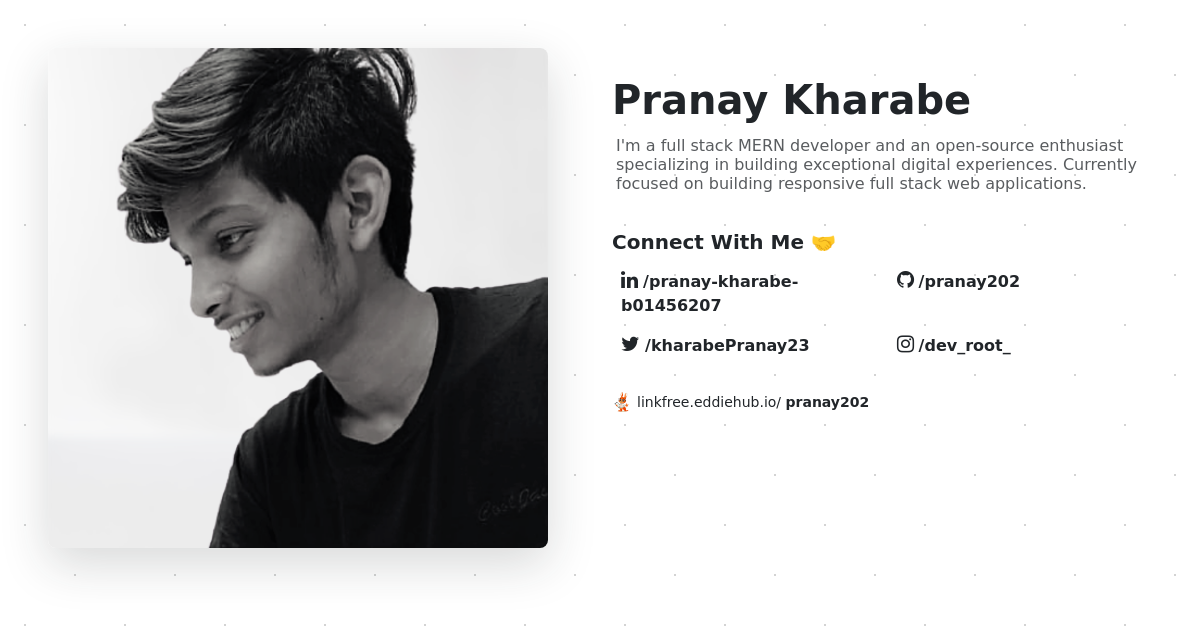 Pranay Kharabe
I'm a full stack MERN developer and an open-source enthusiast
specializing in building exceptional digital experiences. Currently
focused on building responsive full stack web applications.
Connect With Me 🤝
/pranay-kharabe-
b01456207
/pranay202
/kharabePranay23
/dev_root_
linkfree.eddiehub.io/ pranay202